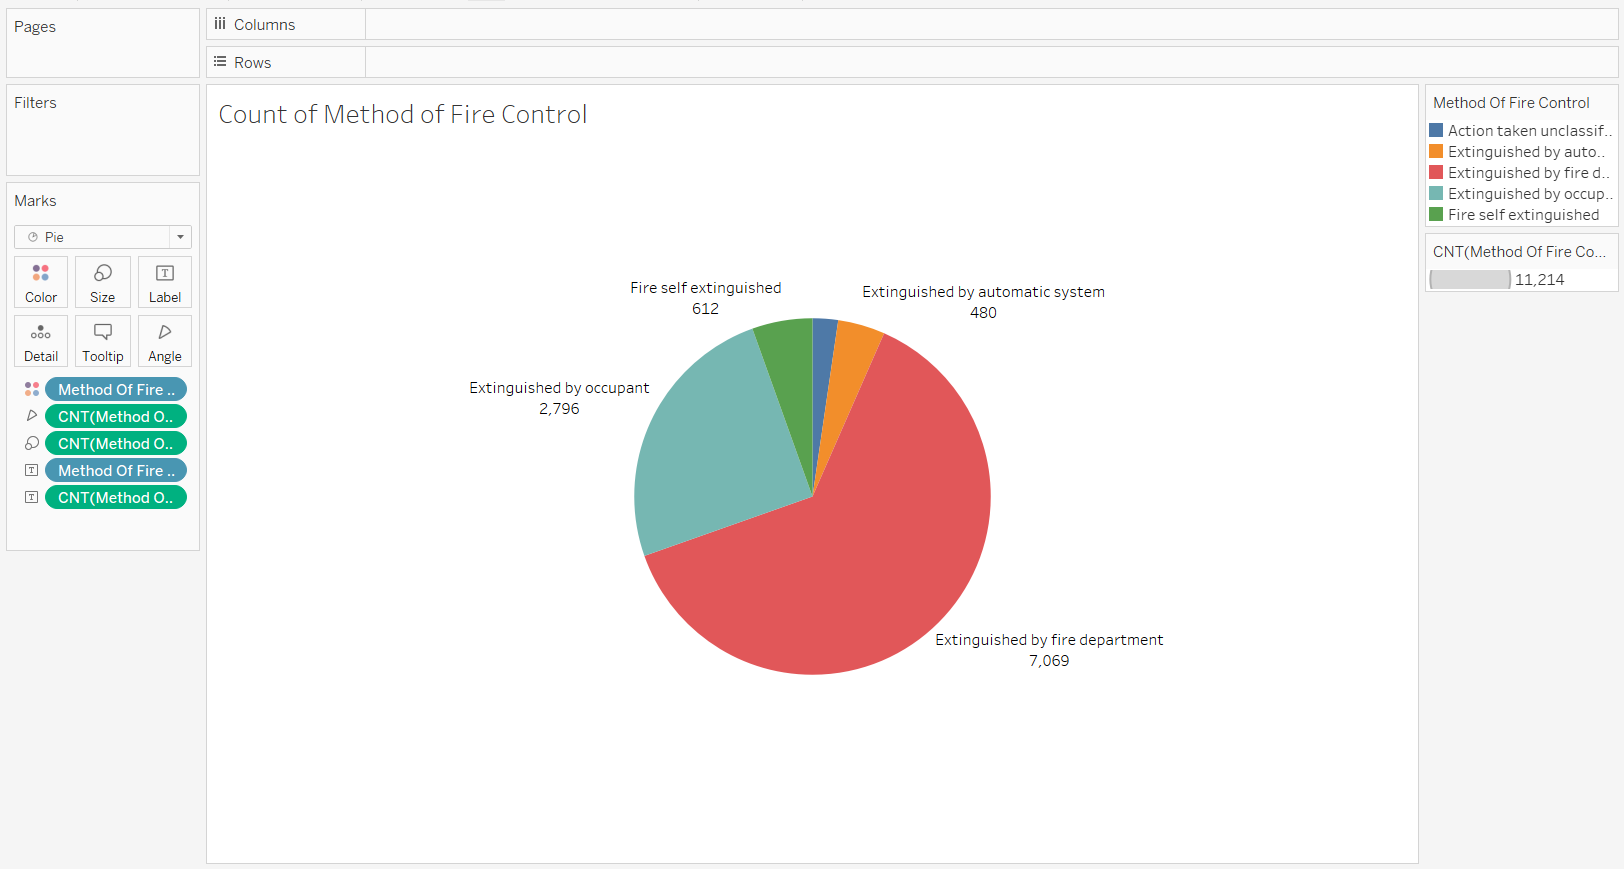 Pages
Columns
Rows
Filters
Marks
Pie
Color
Size
Label
Detail
Tooltip
Angle
Method Of Fire ..
CNT(Method O..
CNT(Method O..
Method Of Fire ..
CNT(Method O..
Count of Method of Fire Control
Fire self extinguished
612
Extinguished by automatic system
480
Extinguished by occupant
2,796
Extinguished by fire department
7,069
Method Of Fire Control
Action taken unclassif..
Extinguished by auto..
Extinguished by fire d..
Extinguished by occup..
Fire self extinguished
CNT(Method Of Fire Co...
11,214